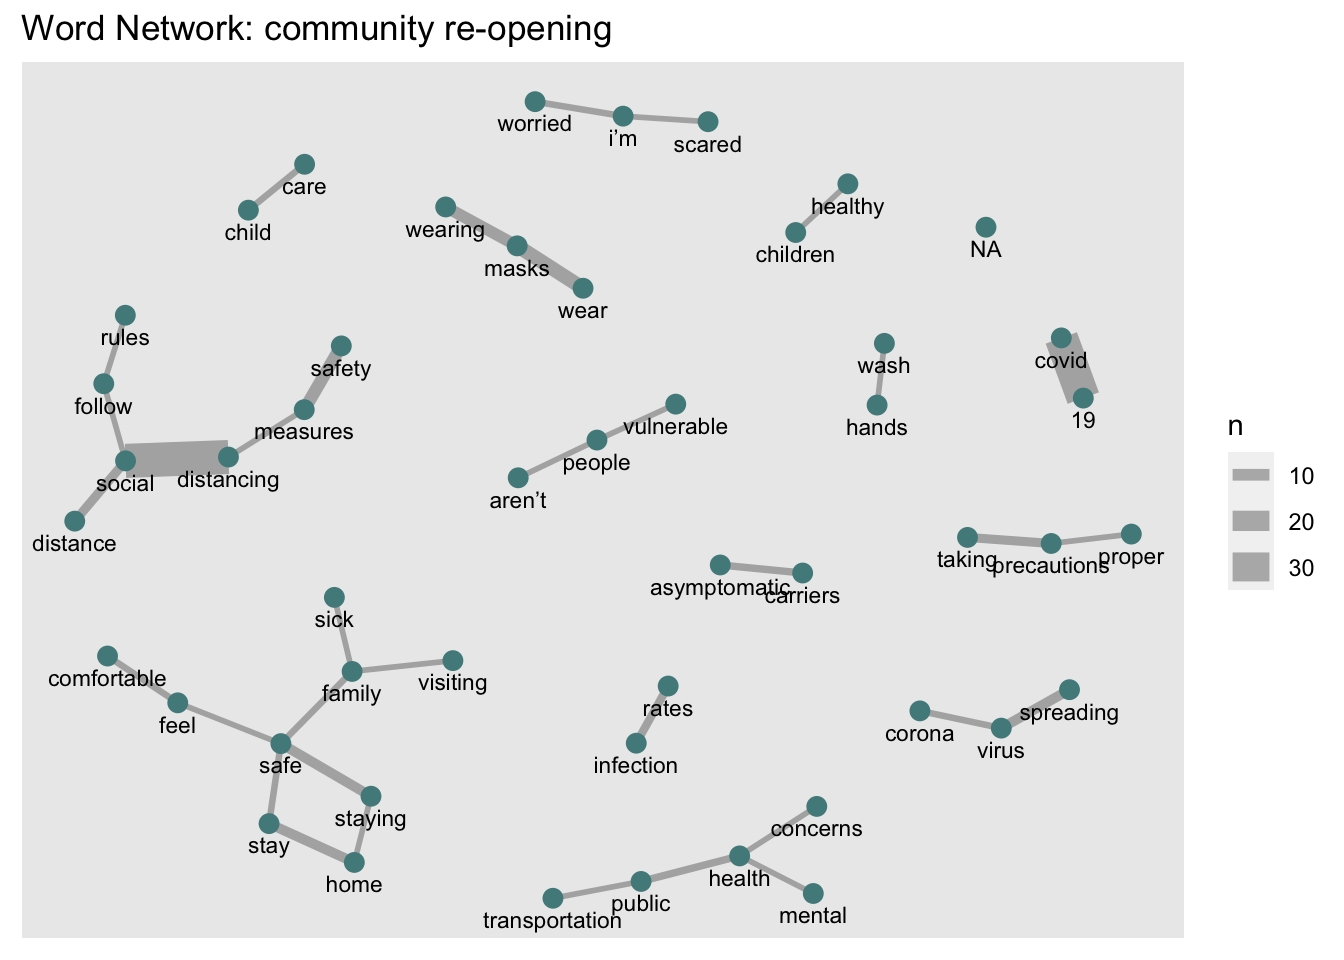 Word Network: community re-opening
worried
i'm
scared
care
child
healthy
children
wearing
masks
wear
NA
rules
follow
safety
measures
social
distancing
distance
wash
hands
covid
19
vulnerable
people
aren't
n
10
20
30
taking
precautions
proper
asymptomatic
carriers
sick
family
visiting
comfortable
feel
safe
staying
stay
home
rates
infection
corona
virus
spreading
concerns
health
public
transportation
mental